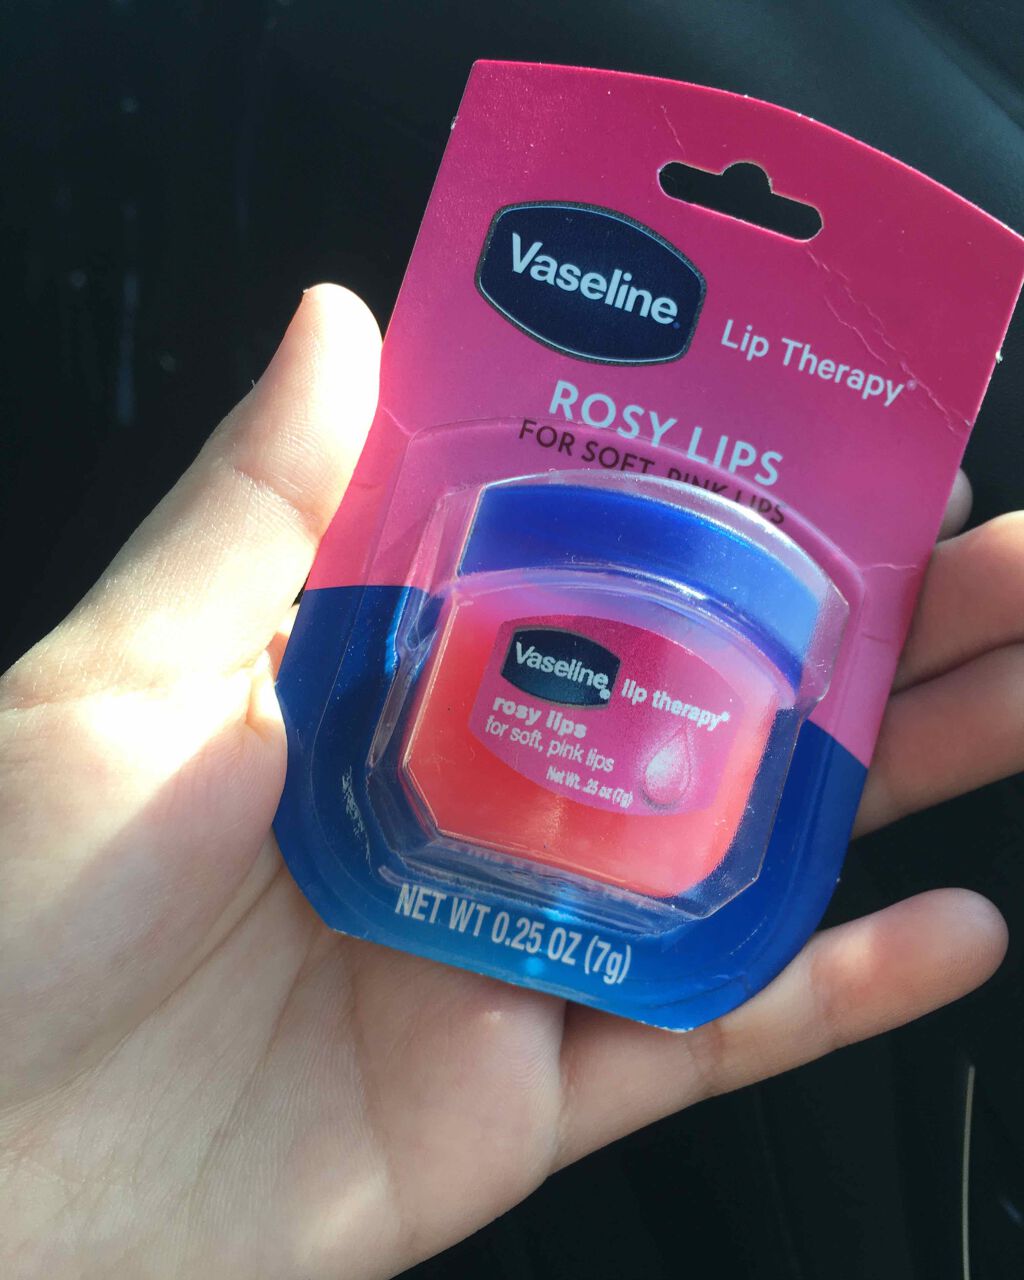 Vaseline
Lip Therapy®
ROSY LIPS
FOR SOFT, PINK LIPS
Vaseline®
lip therapy®
rosy lips
for soft, pink lips
Net Wt. .25 oz (7g)
NET WT 0.25 OZ (7g)